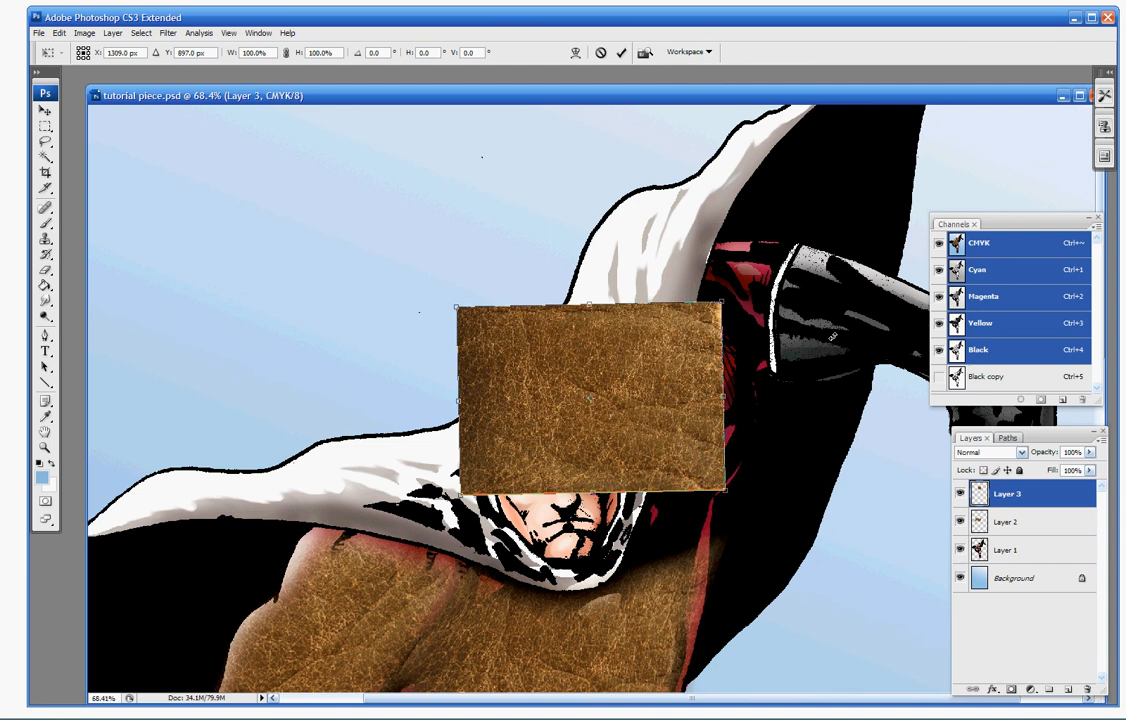 Ps Adobe Photoshop CS3 Extended
File Edit Image Layer Select Filter Analysis View Window Help
X: 1309.0 px Y: 897.0 px W: 100.0% H: 100.0% 0.0 ° H: 0.0 ° V: 0.0 ° Workspace
Ps
tutorial piece.psd @ 68.4% (Layer 3, CMYK/8)
T
Channels x
CMYK Ctrl+~
Cyan Ctrl+1
Magenta Ctrl+2
Yellow Ctrl+3
Black Ctrl+4
Black copy Ctrl+5
Layers x Paths
Normal Opacity: 100%
Lock: Fill: 100%
Layer 3
Layer 2
Layer 1
Background
fx.
68.41% Doc: 34.1M/79.9M